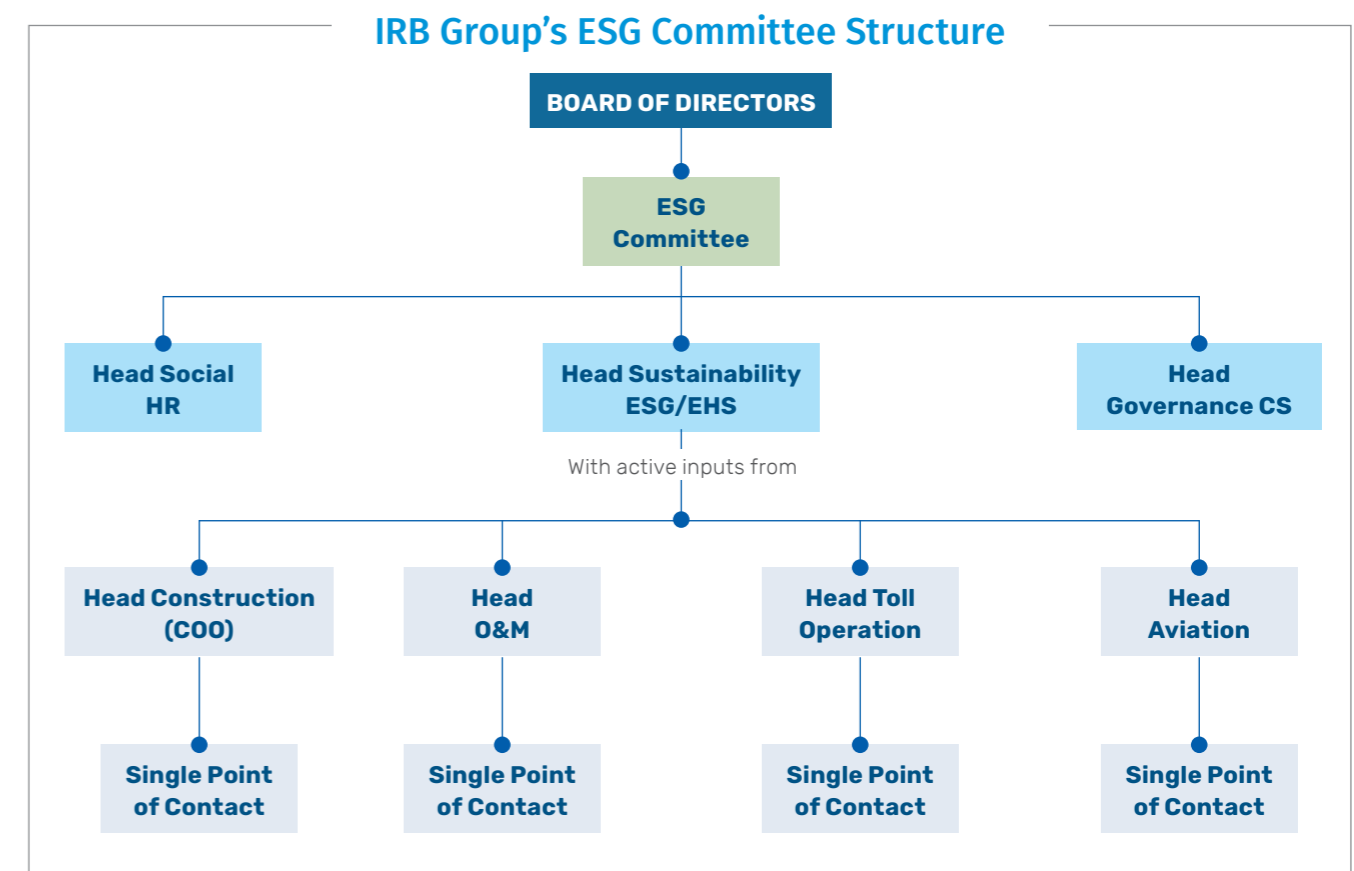 IRB Group's ESG Committee Structure
BOARD OF DIRECTORS
ESG
Committee
Head Social
HR
Head Sustainability
ESG/EHS
Head
Governance CS
With active inputs from
Head Construction
(COO)
Head
O&M
Head Toll
Operation
Head
Aviation
Single Point
of Contact
Single Point
of Contact
Single Point
of Contact
Single Point
of Contact